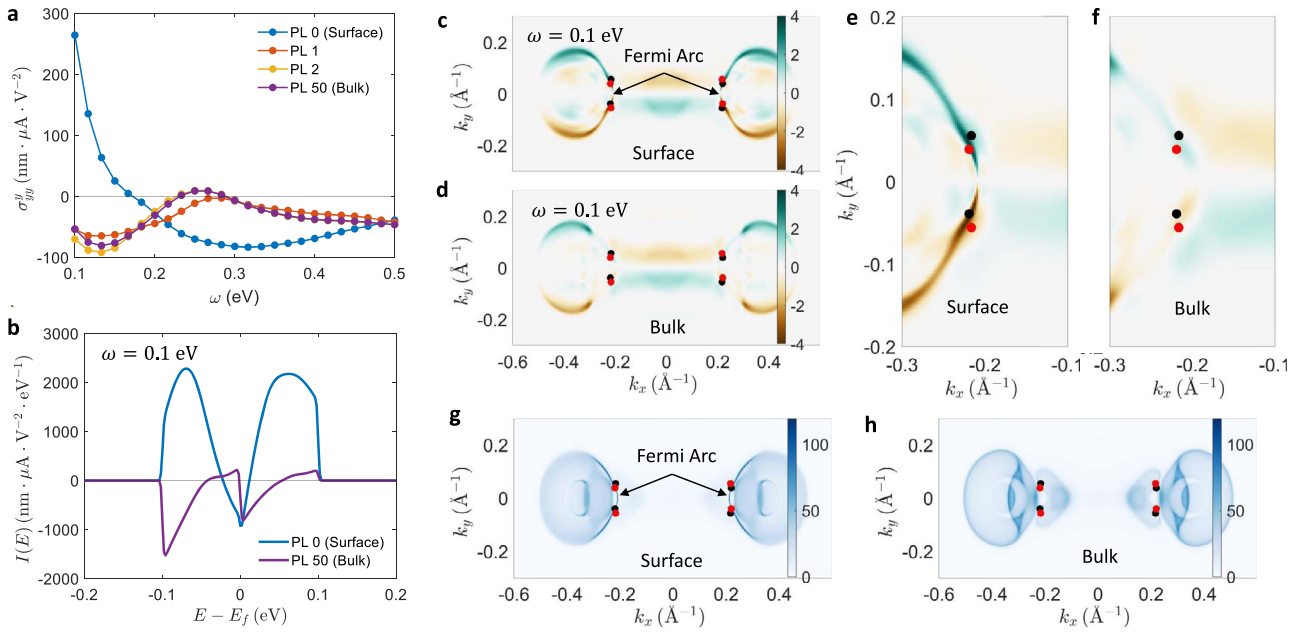 a
300
200
100
0
-100
σ^y_yy (nm · μA · V⁻²)
PL 0 (Surface)
PL 1
PL 2
PL 50 (Bulk)
0.1
0.2
0.3
0.4
0.5
ω (eV)
b
ω = 0.1 eV
3000
2000
1000
0
-1000
-2000
I(E) (nm · μA · V⁻² · eV⁻¹)
PL 0 (Surface)
PL 50 (Bulk)
-0.2
-0.1
0
0.1
0.2
E − E_f (eV)
c
ω = 0.1 eV
Fermi Arc
Surface
0.2
0
-0.2
k_y (Å⁻¹)
4
2
0
-2
-4
d
ω = 0.1 eV
Bulk
0.2
0
-0.2
k_y (Å⁻¹)
4
2
0
-2
-4
-0.6
-0.4
-0.2
0
0.2
0.4
k_x (Å⁻¹)
e
0.2
0.1
0
-0.1
-0.2
k_y (Å⁻¹)
Surface
-0.3
-0.2
-0.1
k_x (Å⁻¹)
f
Bulk
-0.3
-0.2
-0.1
k_x (Å⁻¹)
g
Fermi Arc
Surface
0.2
0
-0.2
k_y (Å⁻¹)
100
50
0
-0.6
-0.4
-0.2
0
0.2
0.4
k_x (Å⁻¹)
h
Bulk
0.2
0
-0.2
k_y (Å⁻¹)
100
50
0
-0.6
-0.4
-0.2
0
0.2
0.4
k_x (Å⁻¹)